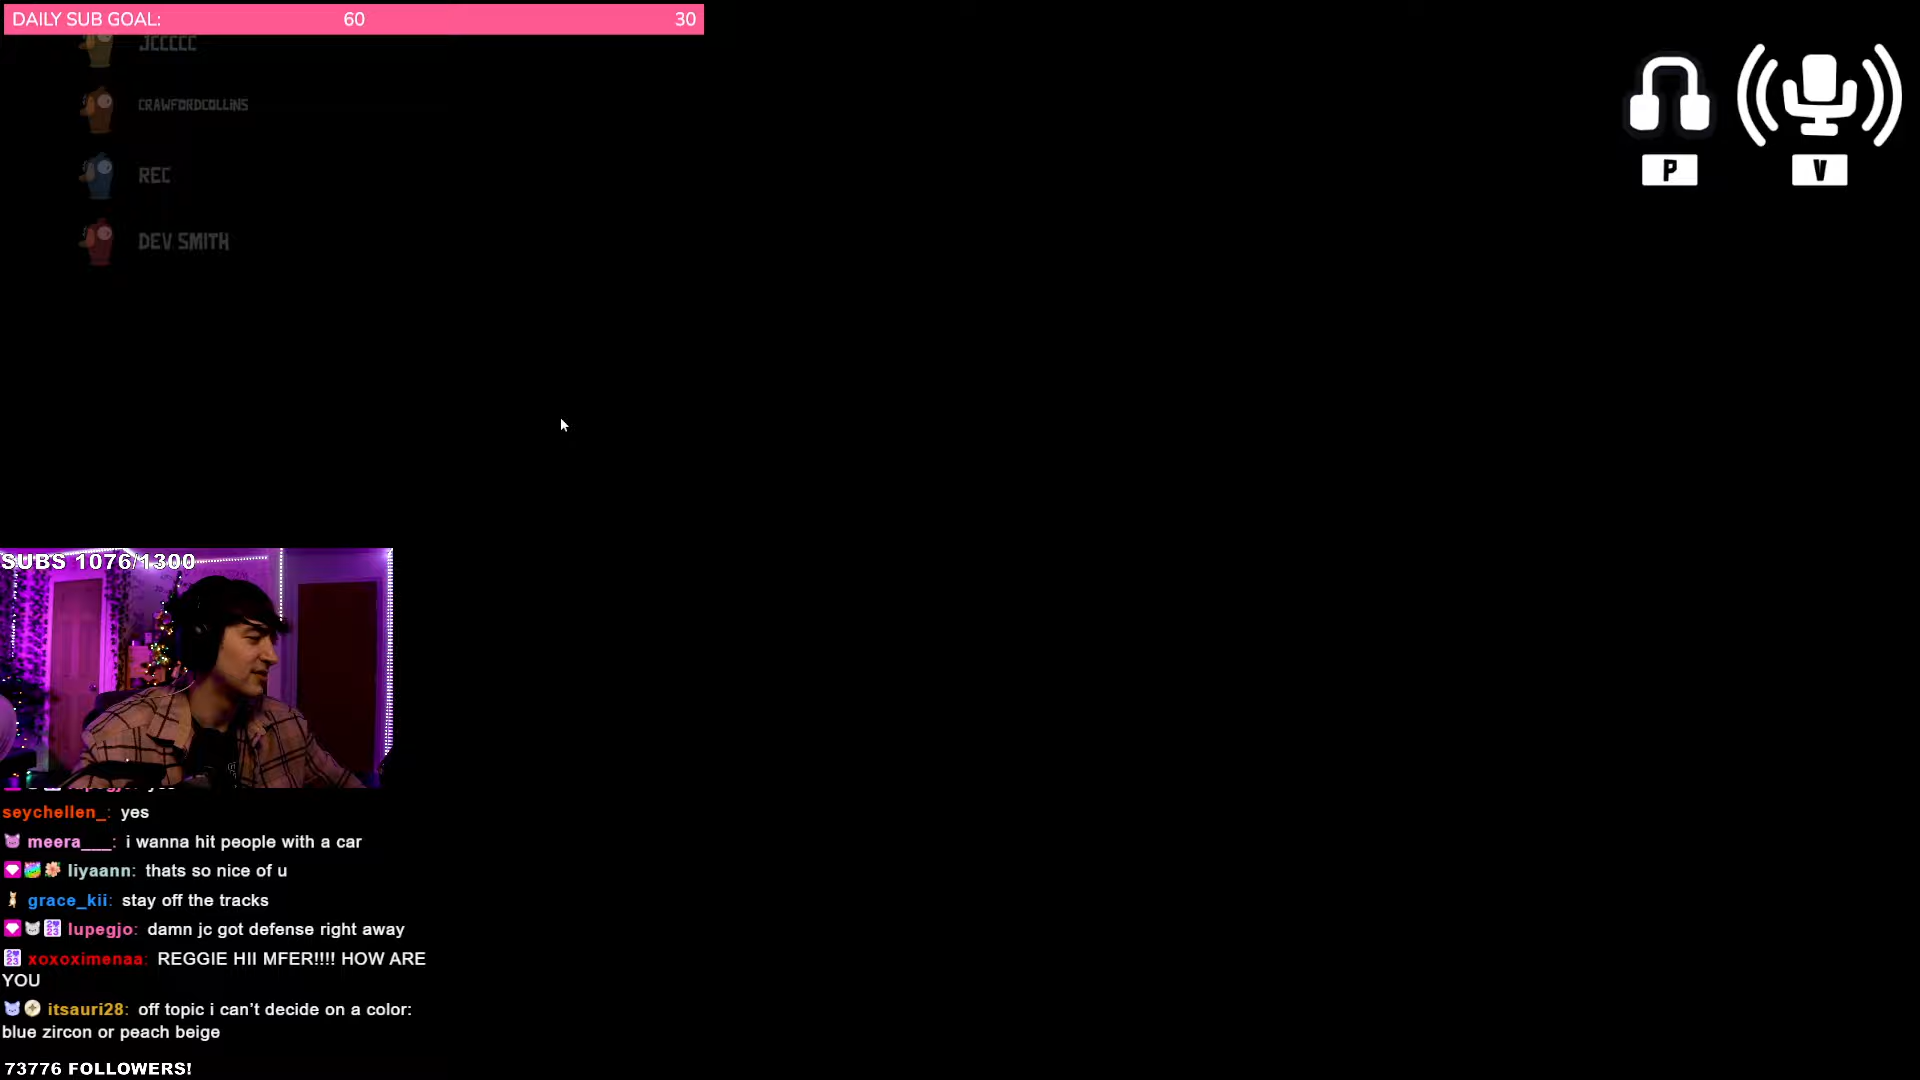 DAILY SUB GOAL: 60 30
JCCCCC
CRAWFORDCOLLINS
REC
DEV SMITH
P V
SUBS 1076/1300
seychellen_: yes
meera___: i wanna hit people with a car
liyaann: thats so nice of u
grace_kii: stay off the tracks
lupegjo: damn jc got defense right away
xoxoximenaa: REGGIE HII MFER!!!! HOW ARE
YOU
itsauri28: off topic i can't decide on a color:
blue zircon or peach beige
73776 FOLLOWERS!